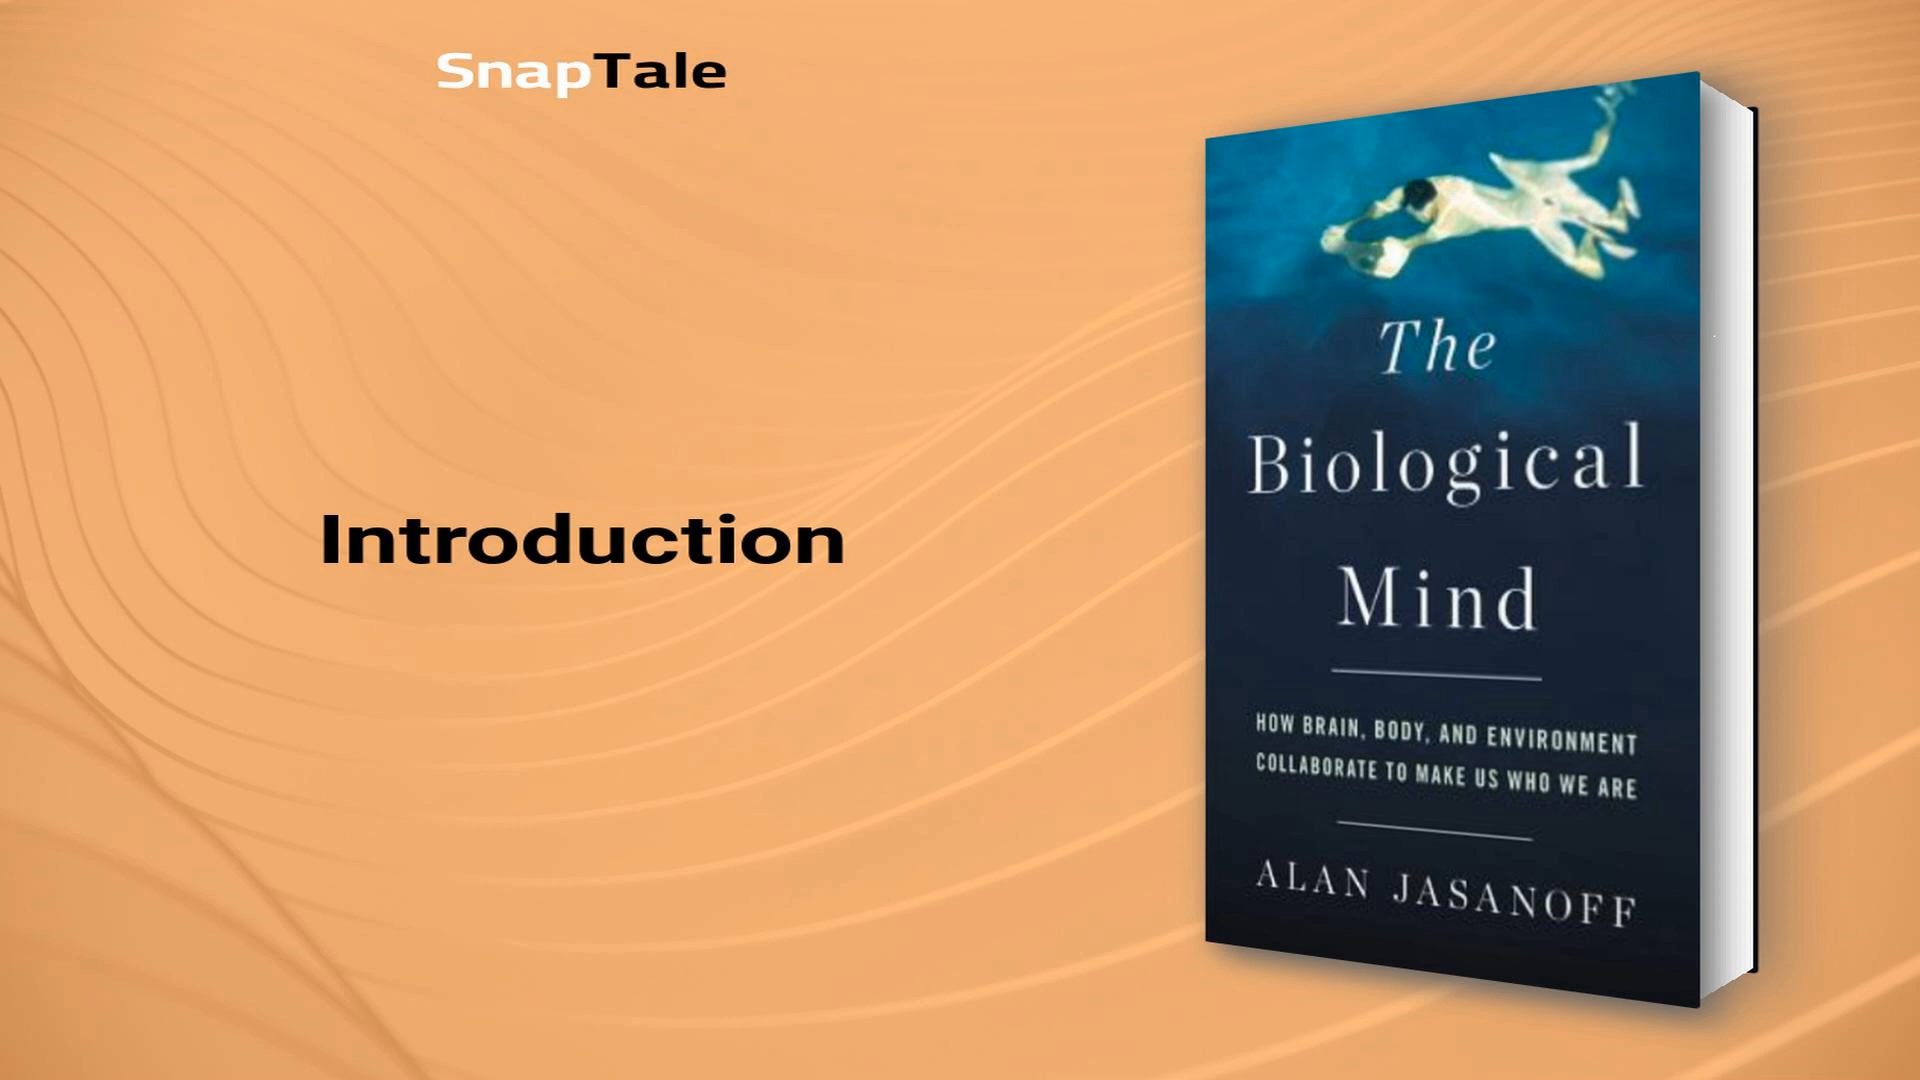 SnapTale
Introduction
The
Biological
Mind
HOW BRAIN, BODY, AND ENVIRONMENT
COLLABORATE TO MAKE US WHO WE ARE
ALAN JASANOFF